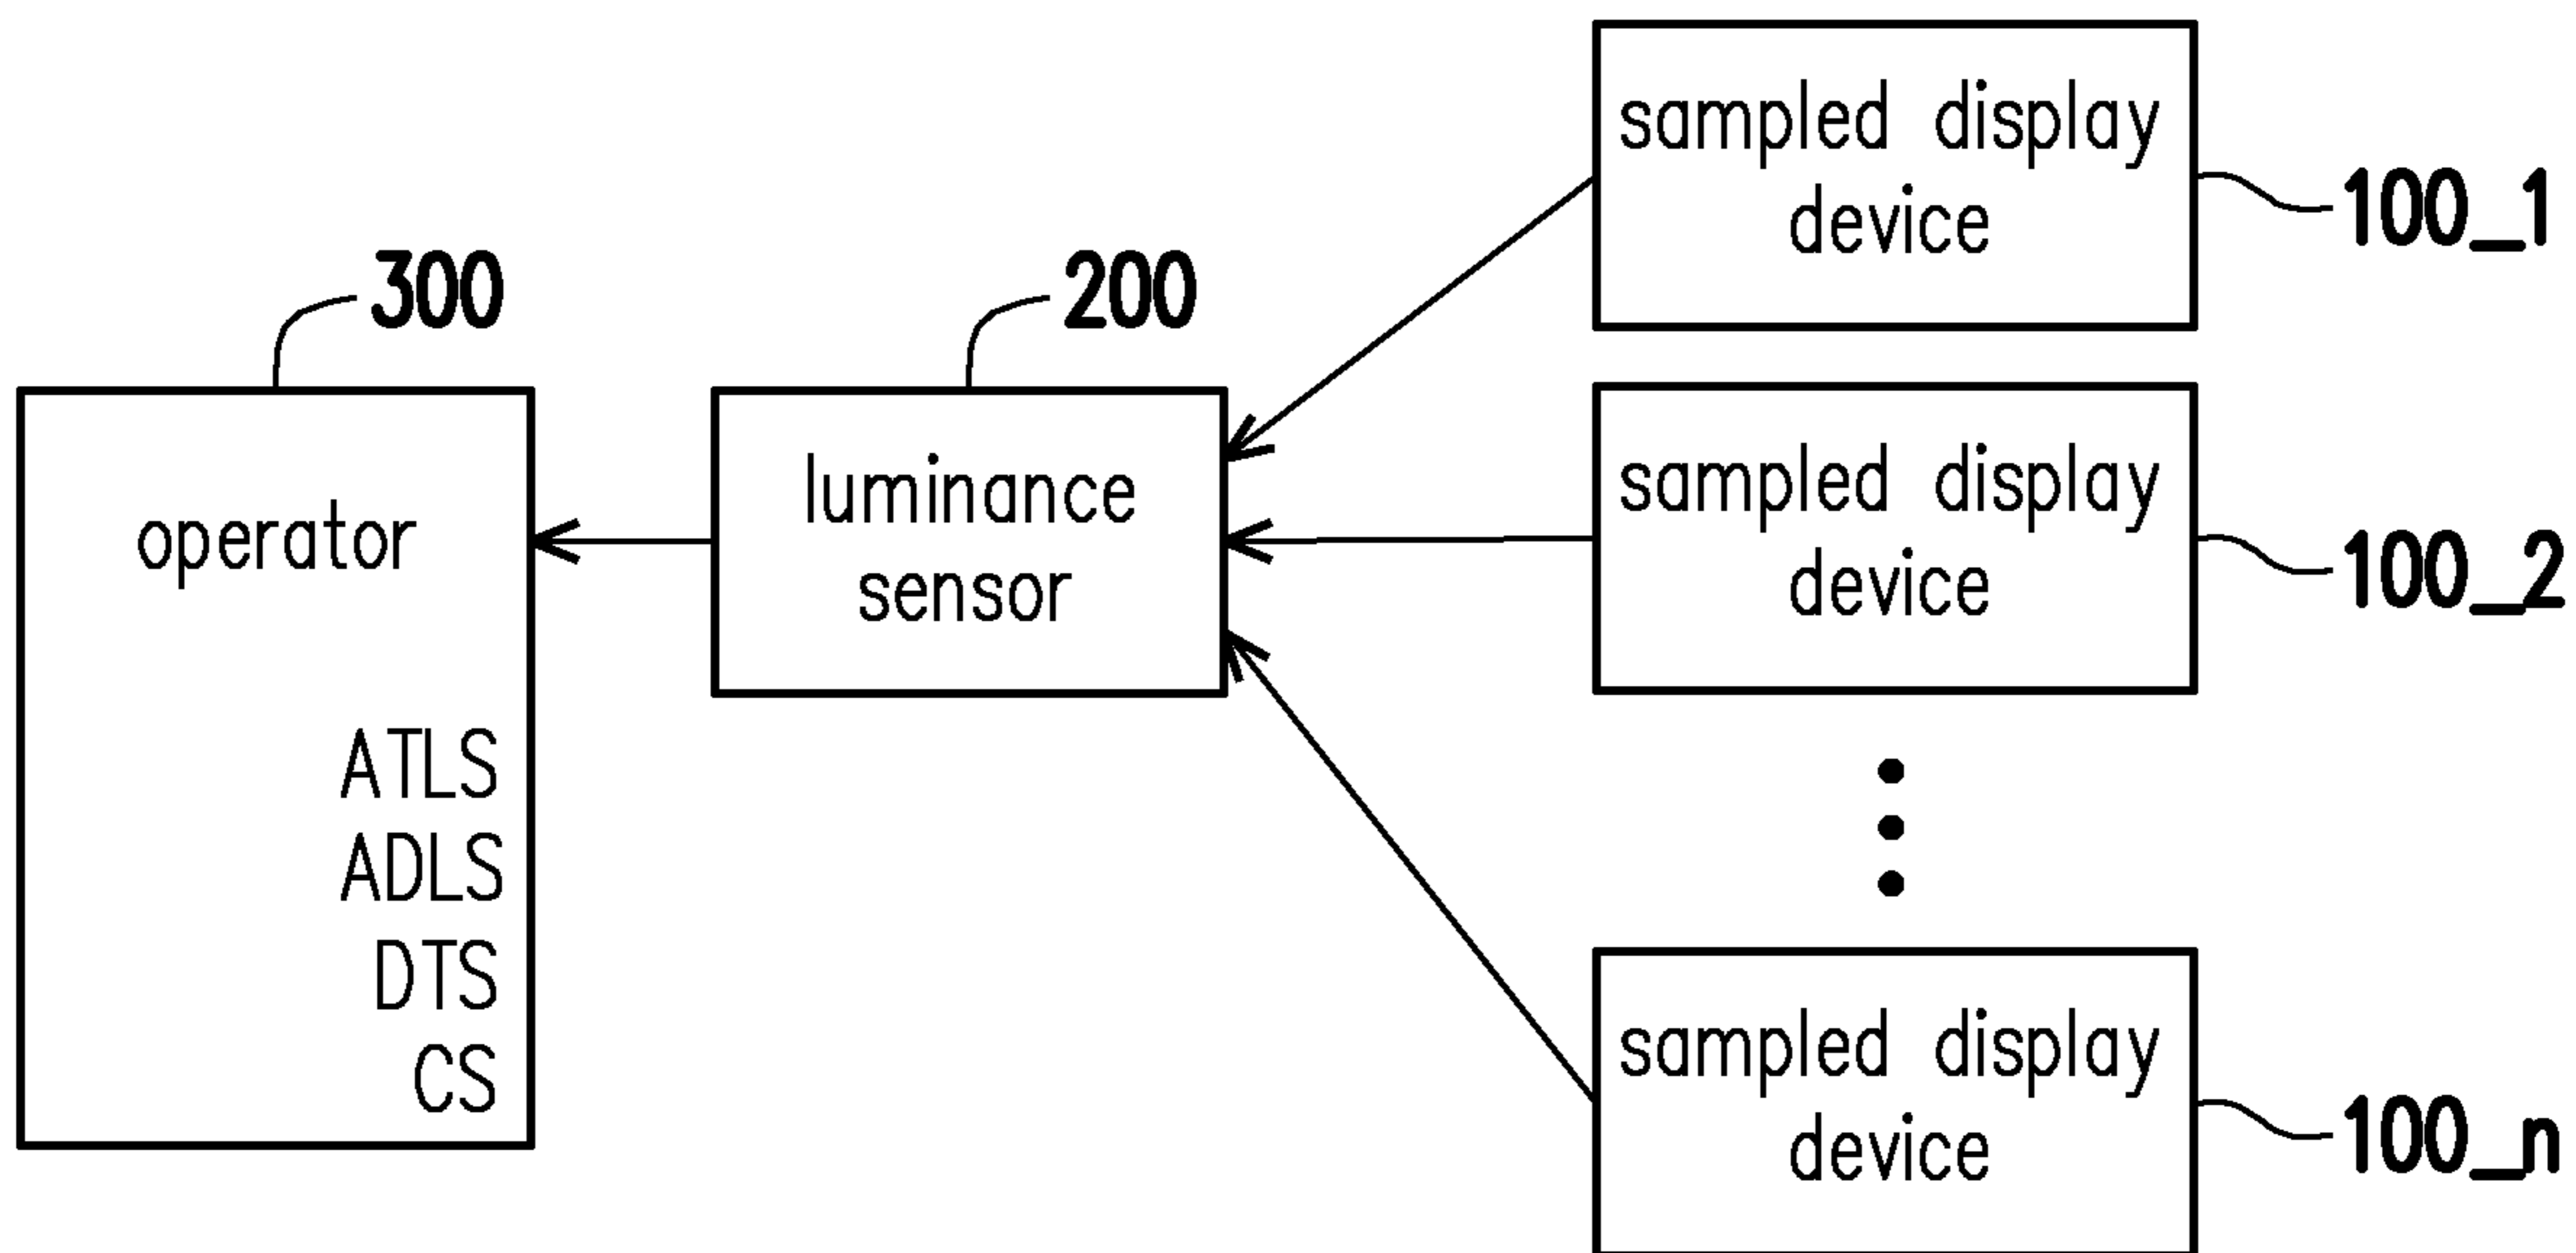 300
operator
ATLS
ADLS
DTS
CS
200
luminance
sensor
sampled display
device
100_1
sampled display
device
100_2
sampled display
device
100_n